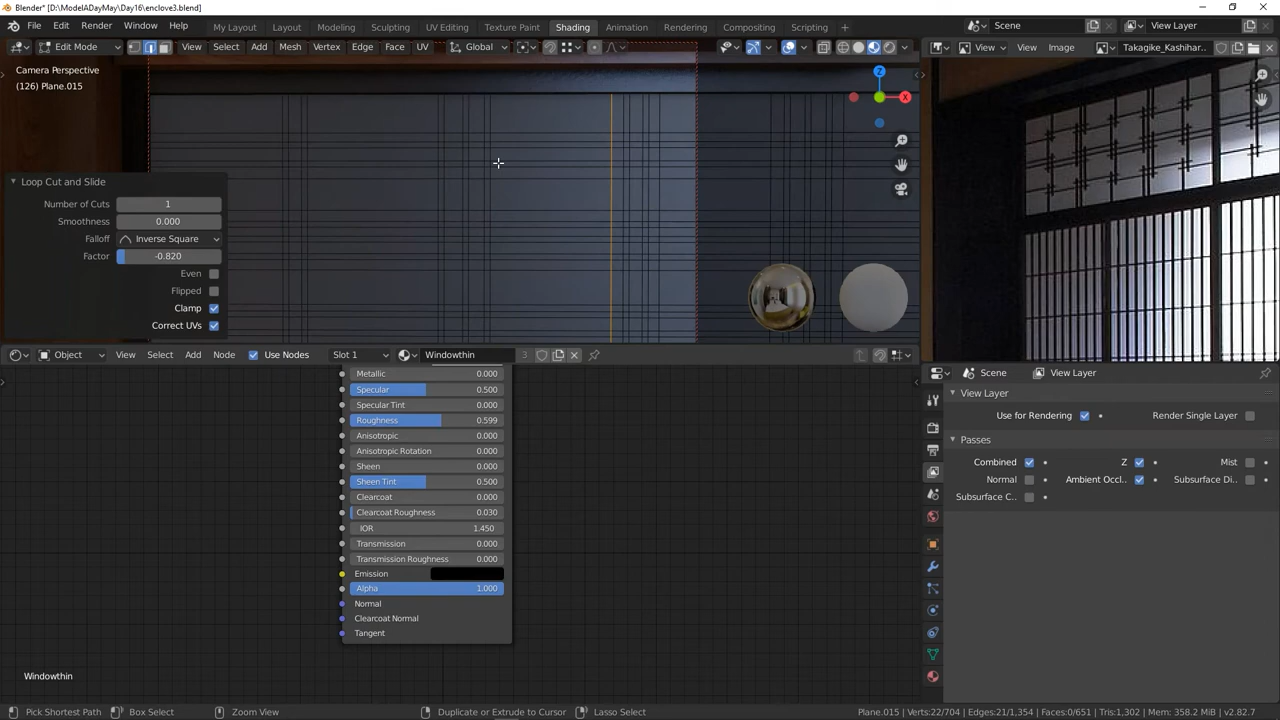 Blender* [D:\ModelADayMay\Day16\enclove3.blend]
File Edit Render Window Help My Layout Layout Modeling Sculpting UV Editing Texture Paint Shading Animation Rendering Compositing Scene View Layer
Edit Mode View Select Add Mesh Vertex Edge Face UV Global View View Image Takagike_Kashihar...
Camera Perspective
(126) Plane.015
Z
X
Loop Cut and Slide
Number of Cuts 1
Smoothness 0.000
Falloff Inverse Square
Factor -0.820
Even
Flipped
Clamp
Correct UVs
Object View Select Add Node Use Nodes Slot 1 Windowthin 3
Metallic 0.000
Specular 0.500
Specular Tint 0.000
Roughness 0.599
Anisotropic 0.000
Anisotropic Rotation 0.000
Sheen 0.000
Sheen Tint 0.500
Clearcoat 0.000
Clearcoat Roughness 0.030
IOR 1.450
Transmission 0.000
Transmission Roughness 0.000
Emission
Alpha 1.000
Normal
Clearcoat Normal
Tangent
Windowthin
Scene View Layer
View Layer
Use for Rendering Render Single Layer
Passes
Combined Z Mist
Normal Ambient Occl.. Subsurface Di..
Subsurface C..
Pick Shortest Path Box Select Zoom View Duplicate or Extrude to Cursor Lasso Select Plane.015 | Verts:22/704 | Edges:21/1,354 | Faces:0/651 | Tris:1,302 | Mem: 358.2 MiB | v2.82.7